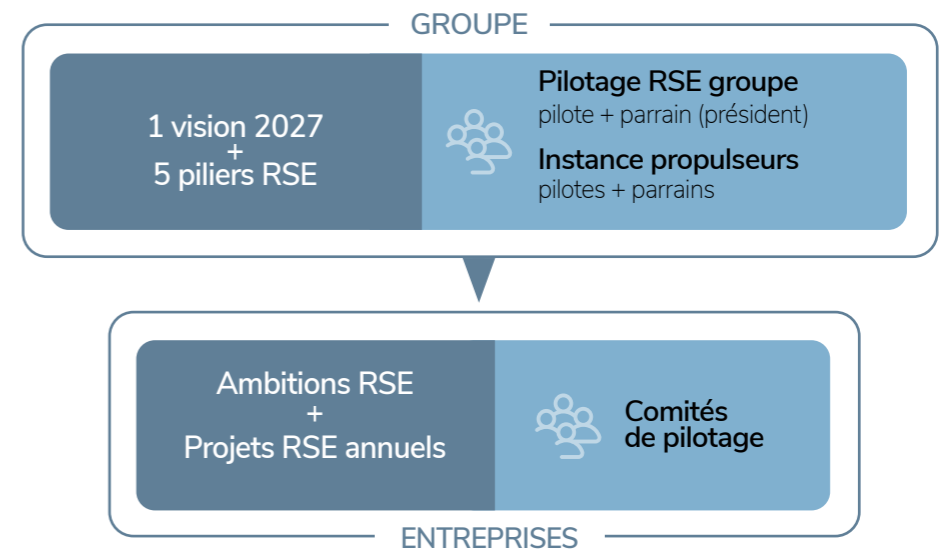 GROUPE
1 vision 2027
+
5 piliers RSE
Pilotage RSE groupe
pilote + parrain (président)
Instance propulseurs
pilotes + parrains
Ambitions RSE
+
Projets RSE annuels
Comités
de pilotage
ENTREPRISES